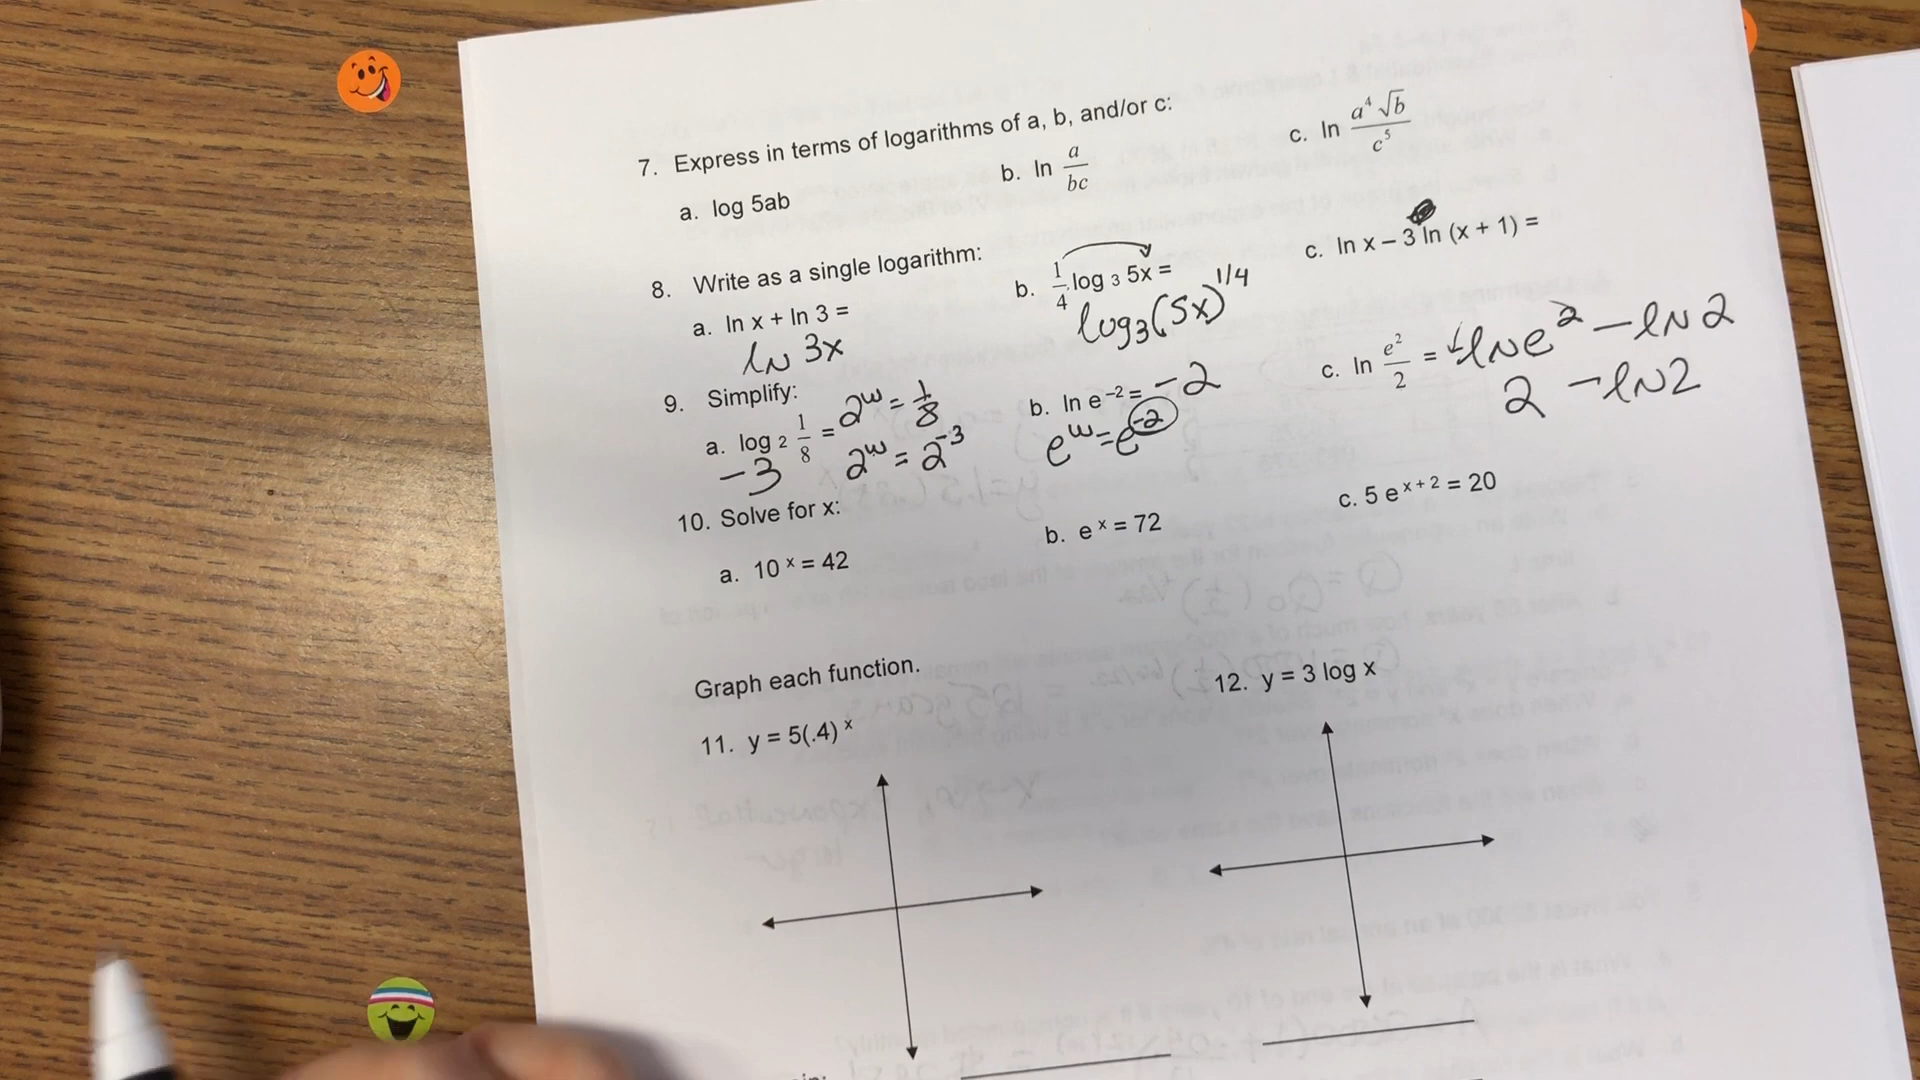 7. Express in terms of logarithms of a, b, and/or c:
a. log 5ab
b. ln a/bc
c. ln a⁴√b/c⁵
8. Write as a single logarithm:
a. ln x + ln 3 =
ln 3x
b. 1/4 log ₃ 5x =
log₃(5x)^1/4
c. ln x – 3 ln (x + 1) =
9. Simplify:
a. log ₂ 1/8 = 2^w = 1/8
-3 2^w = 2^-3
b. ln e ⁻² = -2
e^w = e^-2
c. ln e²/2 = ln e² - ln 2
2 - ln 2
10. Solve for x:
a. 10 ˣ = 42
b. e ˣ = 72
c. 5 e ˣ ⁺ ² = 20
Graph each function.
11. y = 5(.4) ˣ
12. y = 3 log x